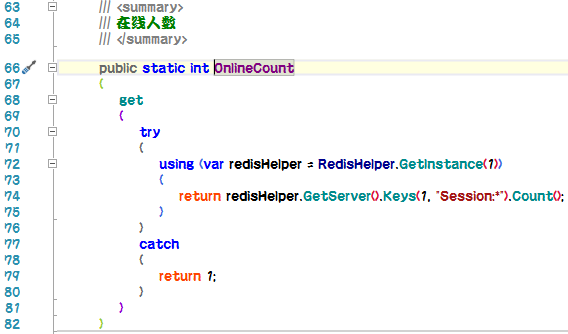 63 /// <summary>
64 /// 在线人数
65 /// </summary>
66 public static int OnlineCount
67 {
68 get
69 {
70 try
71 {
72 using (var redisHelper = RedisHelper.GetInstance(1))
73 {
74 return redisHelper.GetServer().Keys(1, "Session:*").Count();
75 }
76 }
77 catch
78 {
79 return 1;
80 }
81 }
82 }